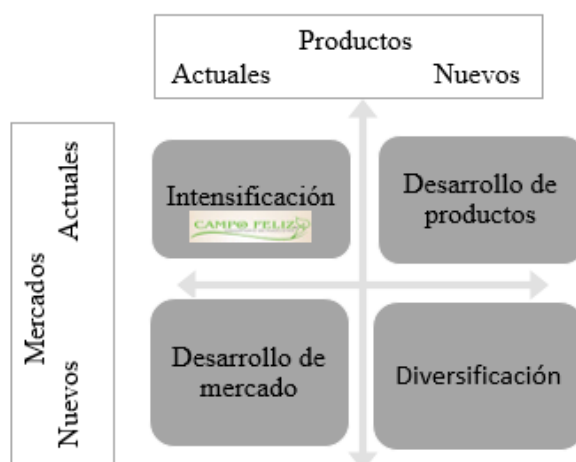 Productos
Actuales Nuevos
Mercados
Actuales
Nuevos
Intensificación
CAMPO FELIZ
Desarrollo de
productos
Desarrollo de
mercado
Diversificación